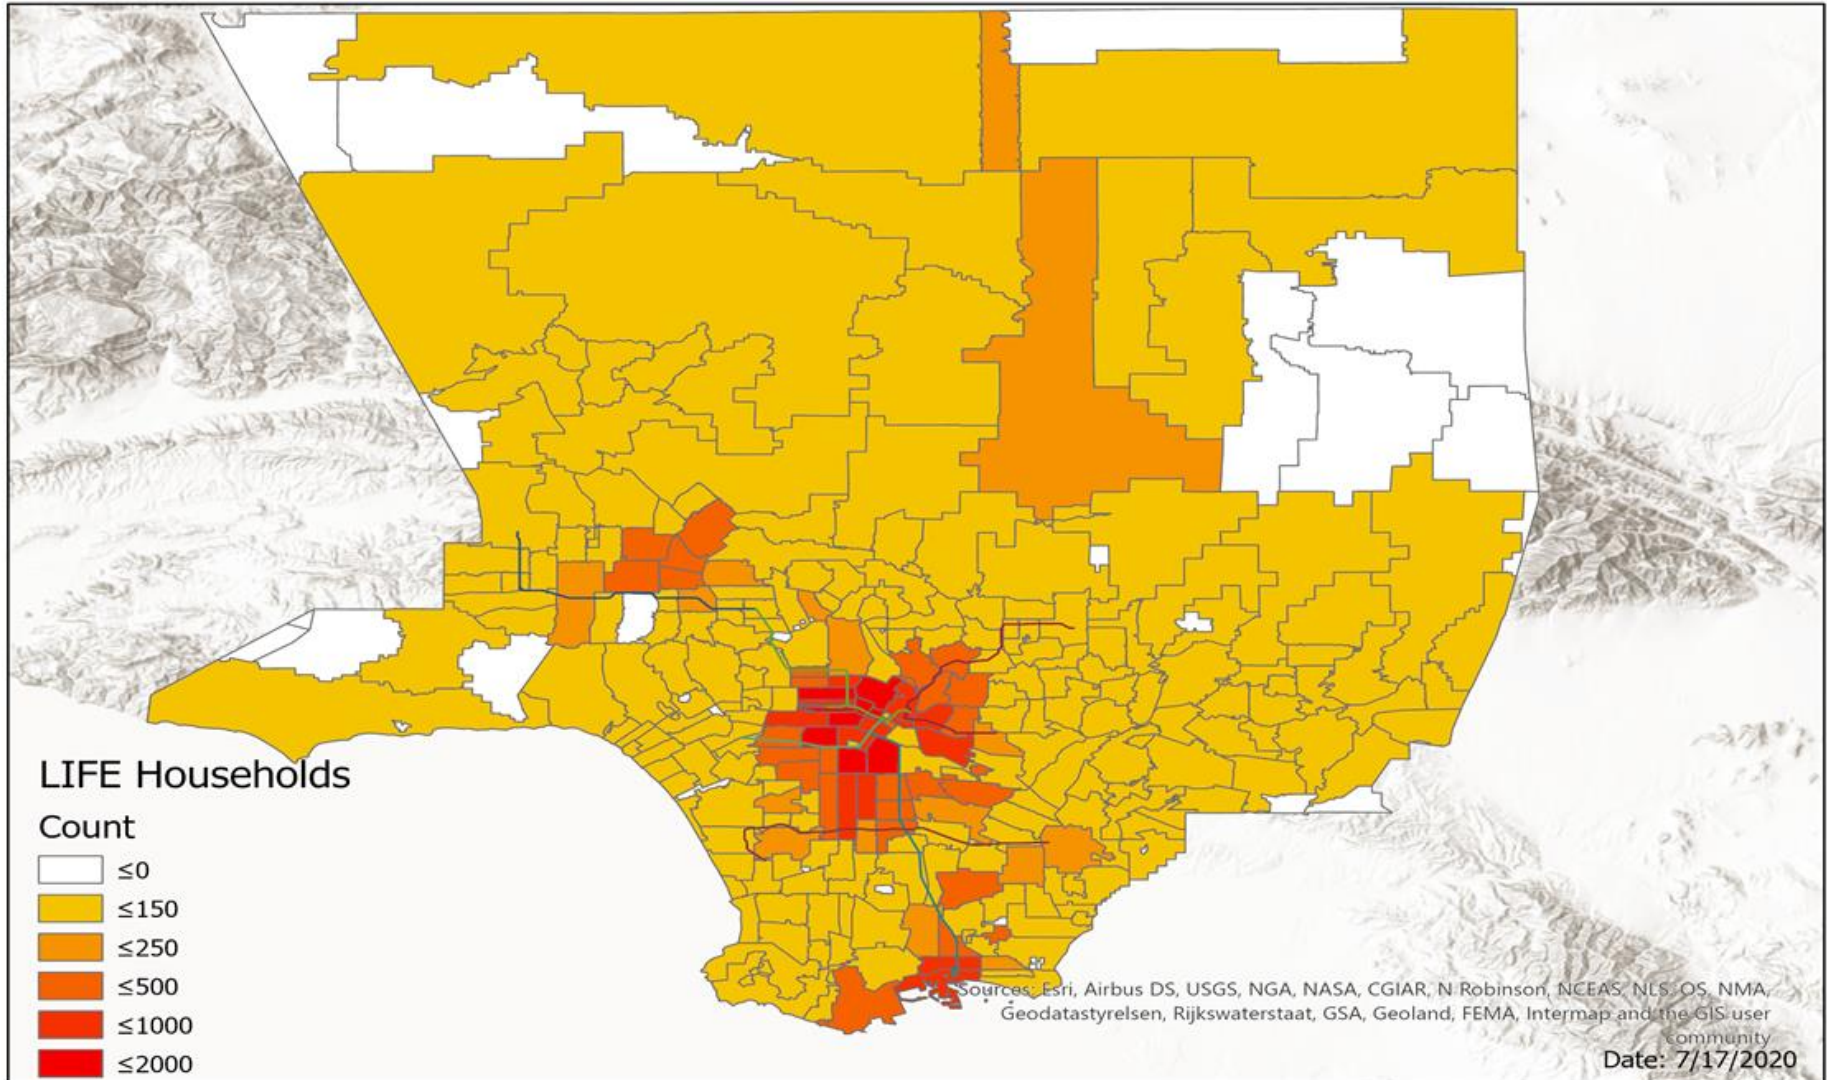 LIFE Households
Count
≤0
≤150
≤250
≤500
≤1000
≤2000
Sources: Esri, Airbus DS, USGS, NGA, NASA, CGIAR, N Robinson, NCEAS, NLS, OS, NMA,
Geodatastyrelsen, Rijkswaterstaat, GSA, Geoland, FEMA, Intermap and the GIS user
community
Date: 7/17/2020